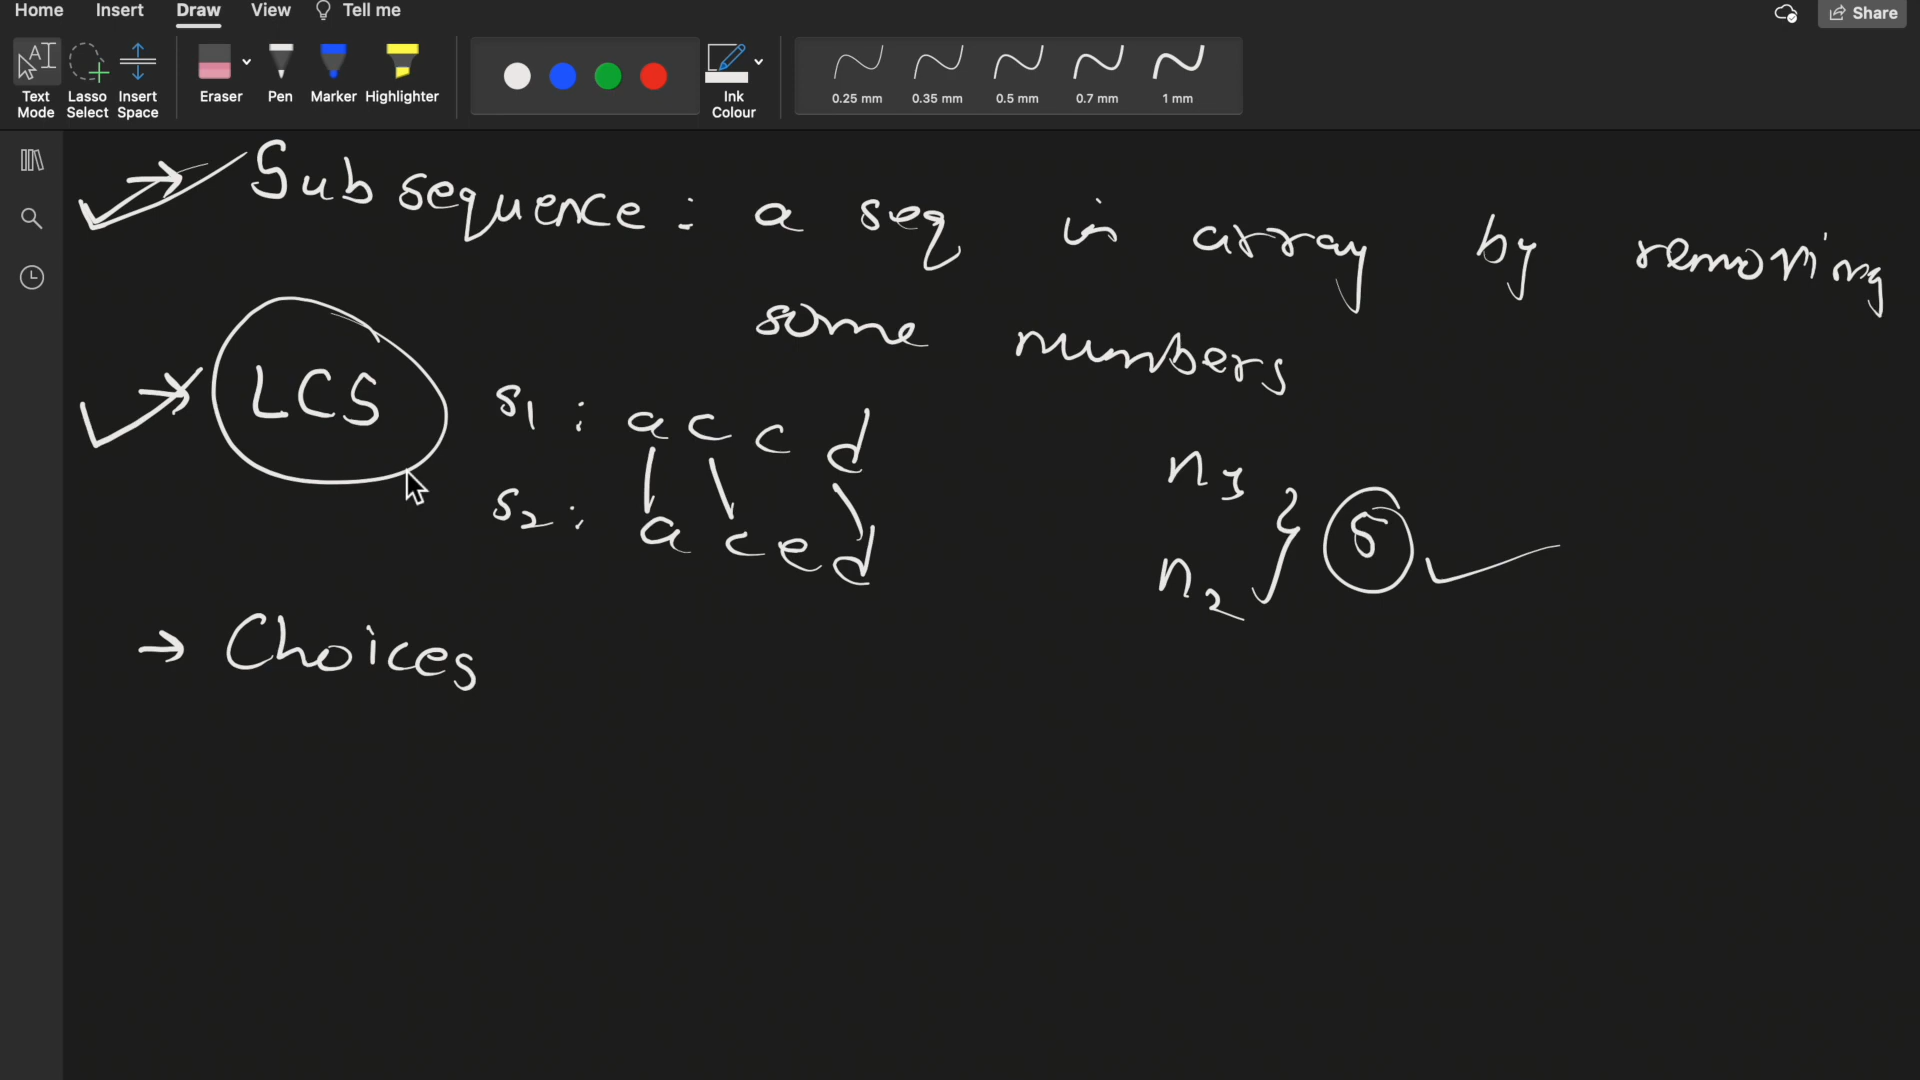 Home Insert Draw View Tell me Share
Text Mode Lasso Select Insert Space Eraser Pen Marker Highlighter Ink Colour 0.25 mm 0.35 mm 0.5 mm 0.7 mm 1 mm
→ Subsequence : a seq in array by removing
some numbers
→ LCS s1 : a c c d
s2 : a c e d
n1
n2 } 5
→ Choices